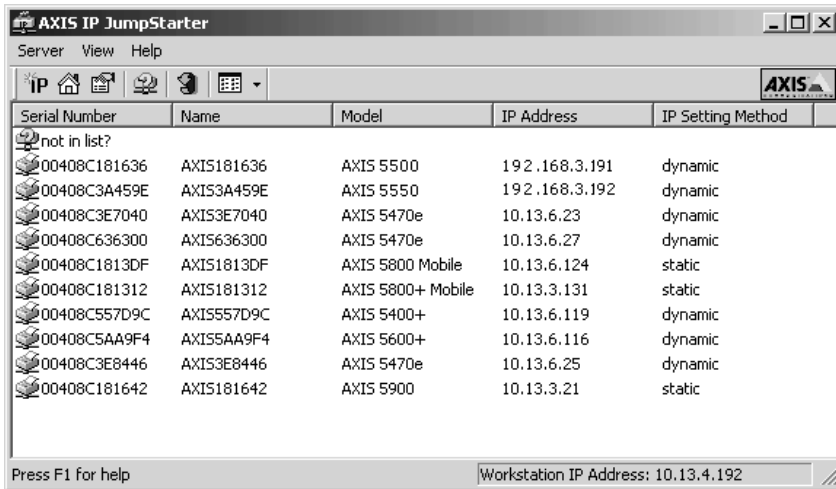 AXIS IP JumpStarter
Server View Help
IP AXIS COMMUNICATIONS
Serial Number Name Model IP Address IP Setting Method
not in list?
00408C181636 AXIS181636 AXIS 5500 192.168.3.191 dynamic
00408C3A459E AXIS3A459E AXIS 5550 192.168.3.192 dynamic
00408C3E7040 AXIS3E7040 AXIS 5470e 10.13.6.23 dynamic
00408C636300 AXIS636300 AXIS 5470e 10.13.6.27 dynamic
00408C1813DF AXIS1813DF AXIS 5800 Mobile 10.13.6.124 static
00408C181312 AXIS181312 AXIS 5800+ Mobile 10.13.3.131 static
00408C557D9C AXIS557D9C AXIS 5400+ 10.13.6.119 dynamic
00408C5AA9F4 AXIS5AA9F4 AXIS 5600+ 10.13.6.116 dynamic
00408C3E8446 AXIS3E8446 AXIS 5470e 10.13.6.25 dynamic
00408C181642 AXIS181642 AXIS 5900 10.13.3.21 static
Press F1 for help Workstation IP Address: 10.13.4.192